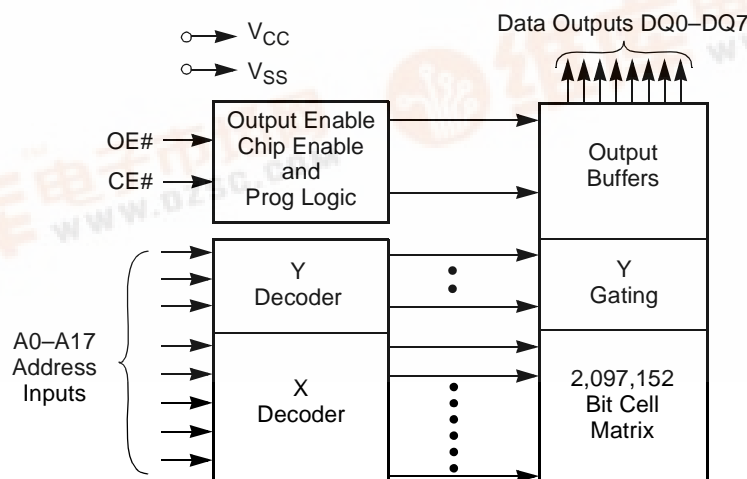 Data Outputs DQ0–DQ7
VCC
VSS
OE#
CE#
Output Enable
Chip Enable
and
Prog Logic
Output
Buffers
Y
Decoder
Y
Gating
A0–A17
Address
Inputs
X
Decoder
2,097,152
Bit Cell
Matrix